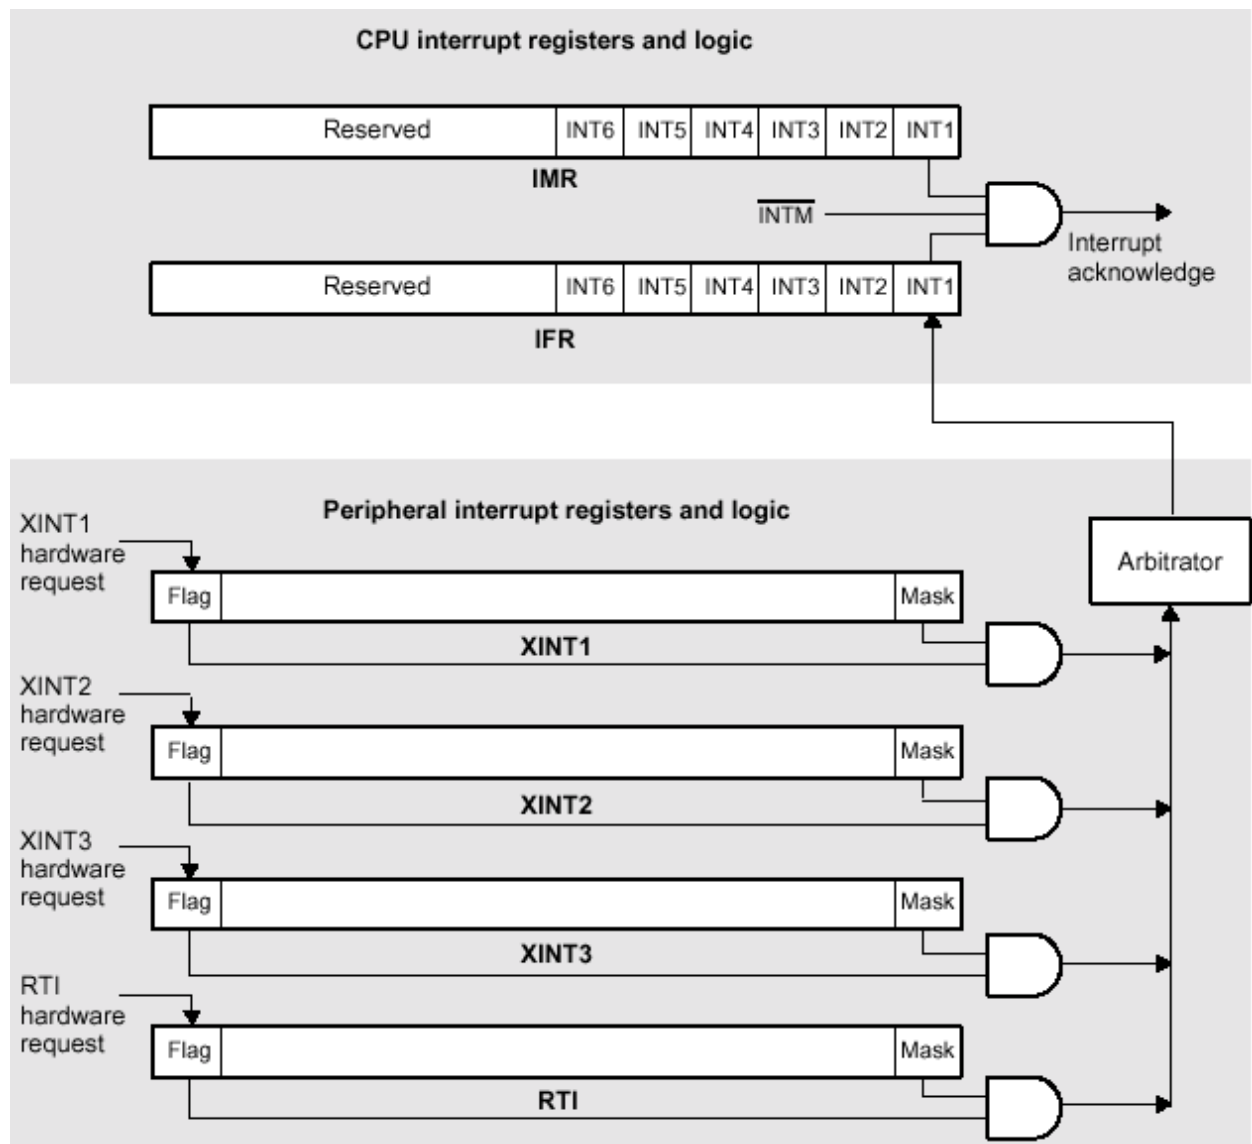 CPU interrupt registers and logic
Reserved INT6 INT5 INT4 INT3 INT2 INT1
IMR
INTM
Interrupt
acknowledge
Reserved INT6 INT5 INT4 INT3 INT2 INT1
IFR
Peripheral interrupt registers and logic
XINT1
hardware
request
Arbitrator
Flag Mask
XINT1
XINT2
hardware
request
Flag Mask
XINT2
XINT3
hardware
request
Flag Mask
XINT3
RTI
hardware
request
Flag Mask
RTI